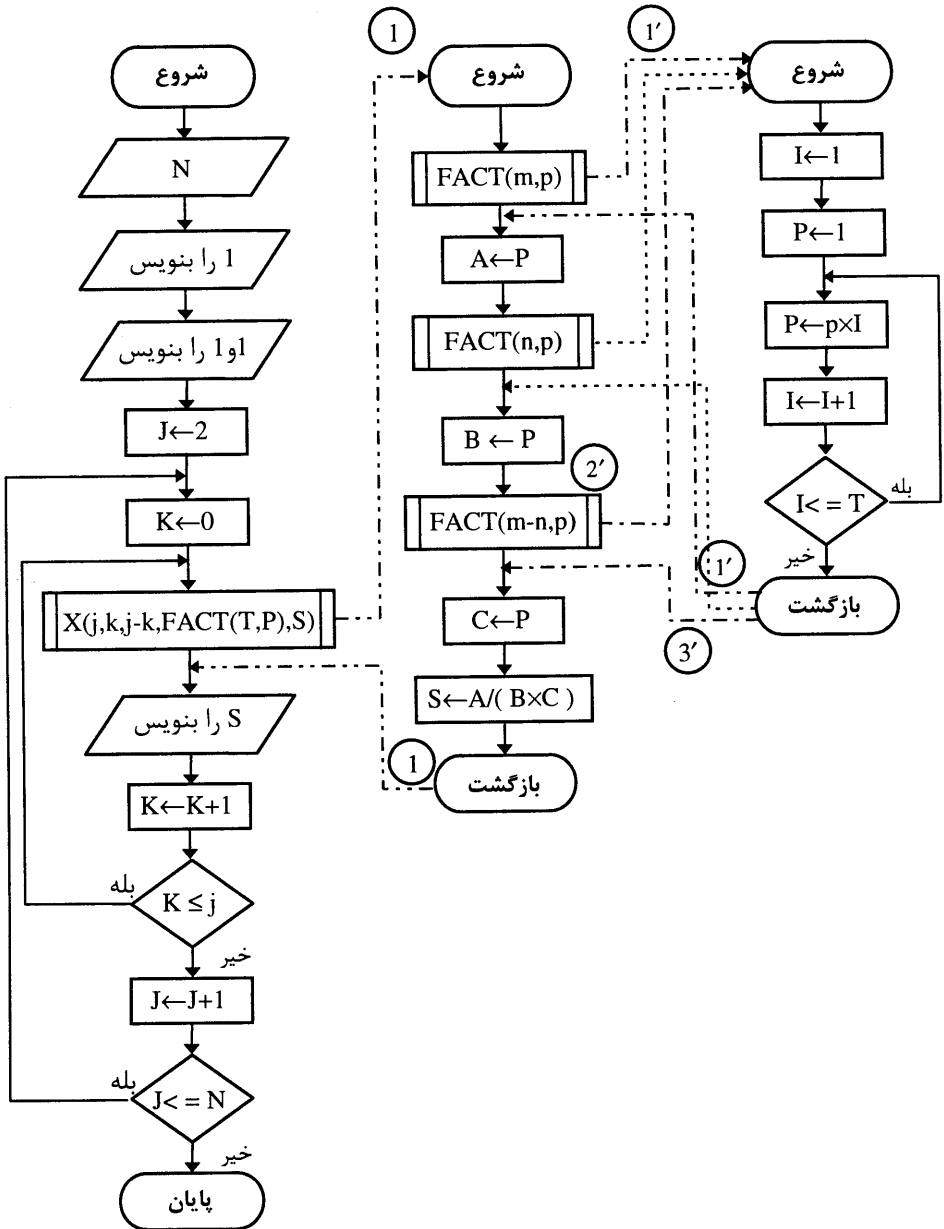 شروع
N
1 را بنویس
1و1 را بنویس
J←2
K←0
X(j,k,j-k,FACT(T,P),S)
S را بنویس
K←K+1
K ≤ j
بله
خیر
J←J+1
J< = N
بله
خیر
پایان
1
شروع
FACT(m,p)
A←P
FACT(n,p)
B ← P
2′
FACT(m-n,p)
C←P
S←A/( B×C )
1
بازگشت
1′
شروع
I←1
P←1
P←p×I
I←I+1
I< = T
بله
خیر
1′
بازگشت
3′